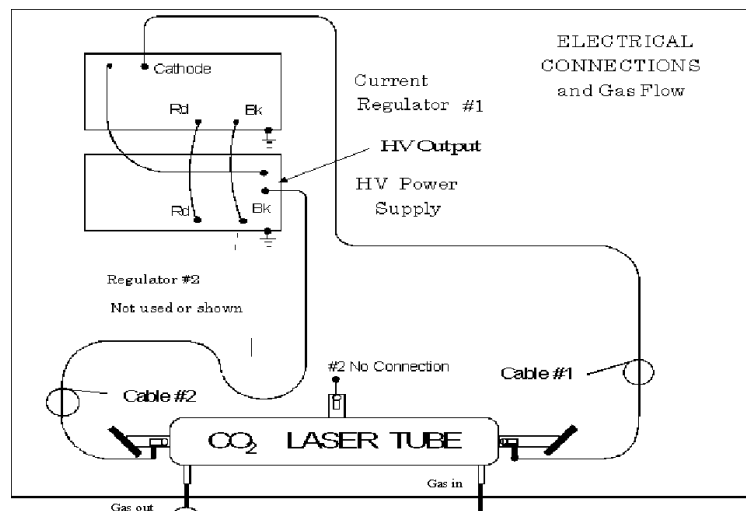 ELECTRICAL
CONNECTIONS
and Gas Flow
Cathode
Current
Regulator #1
Rd
Bk
HV Output
HV Power
Supply
Rd
Bk
Regulator #2
Not used or shown
#2 No Connection
Cable #1
Cable #2
CO2 LASER TUBE
Gas in
Gas out